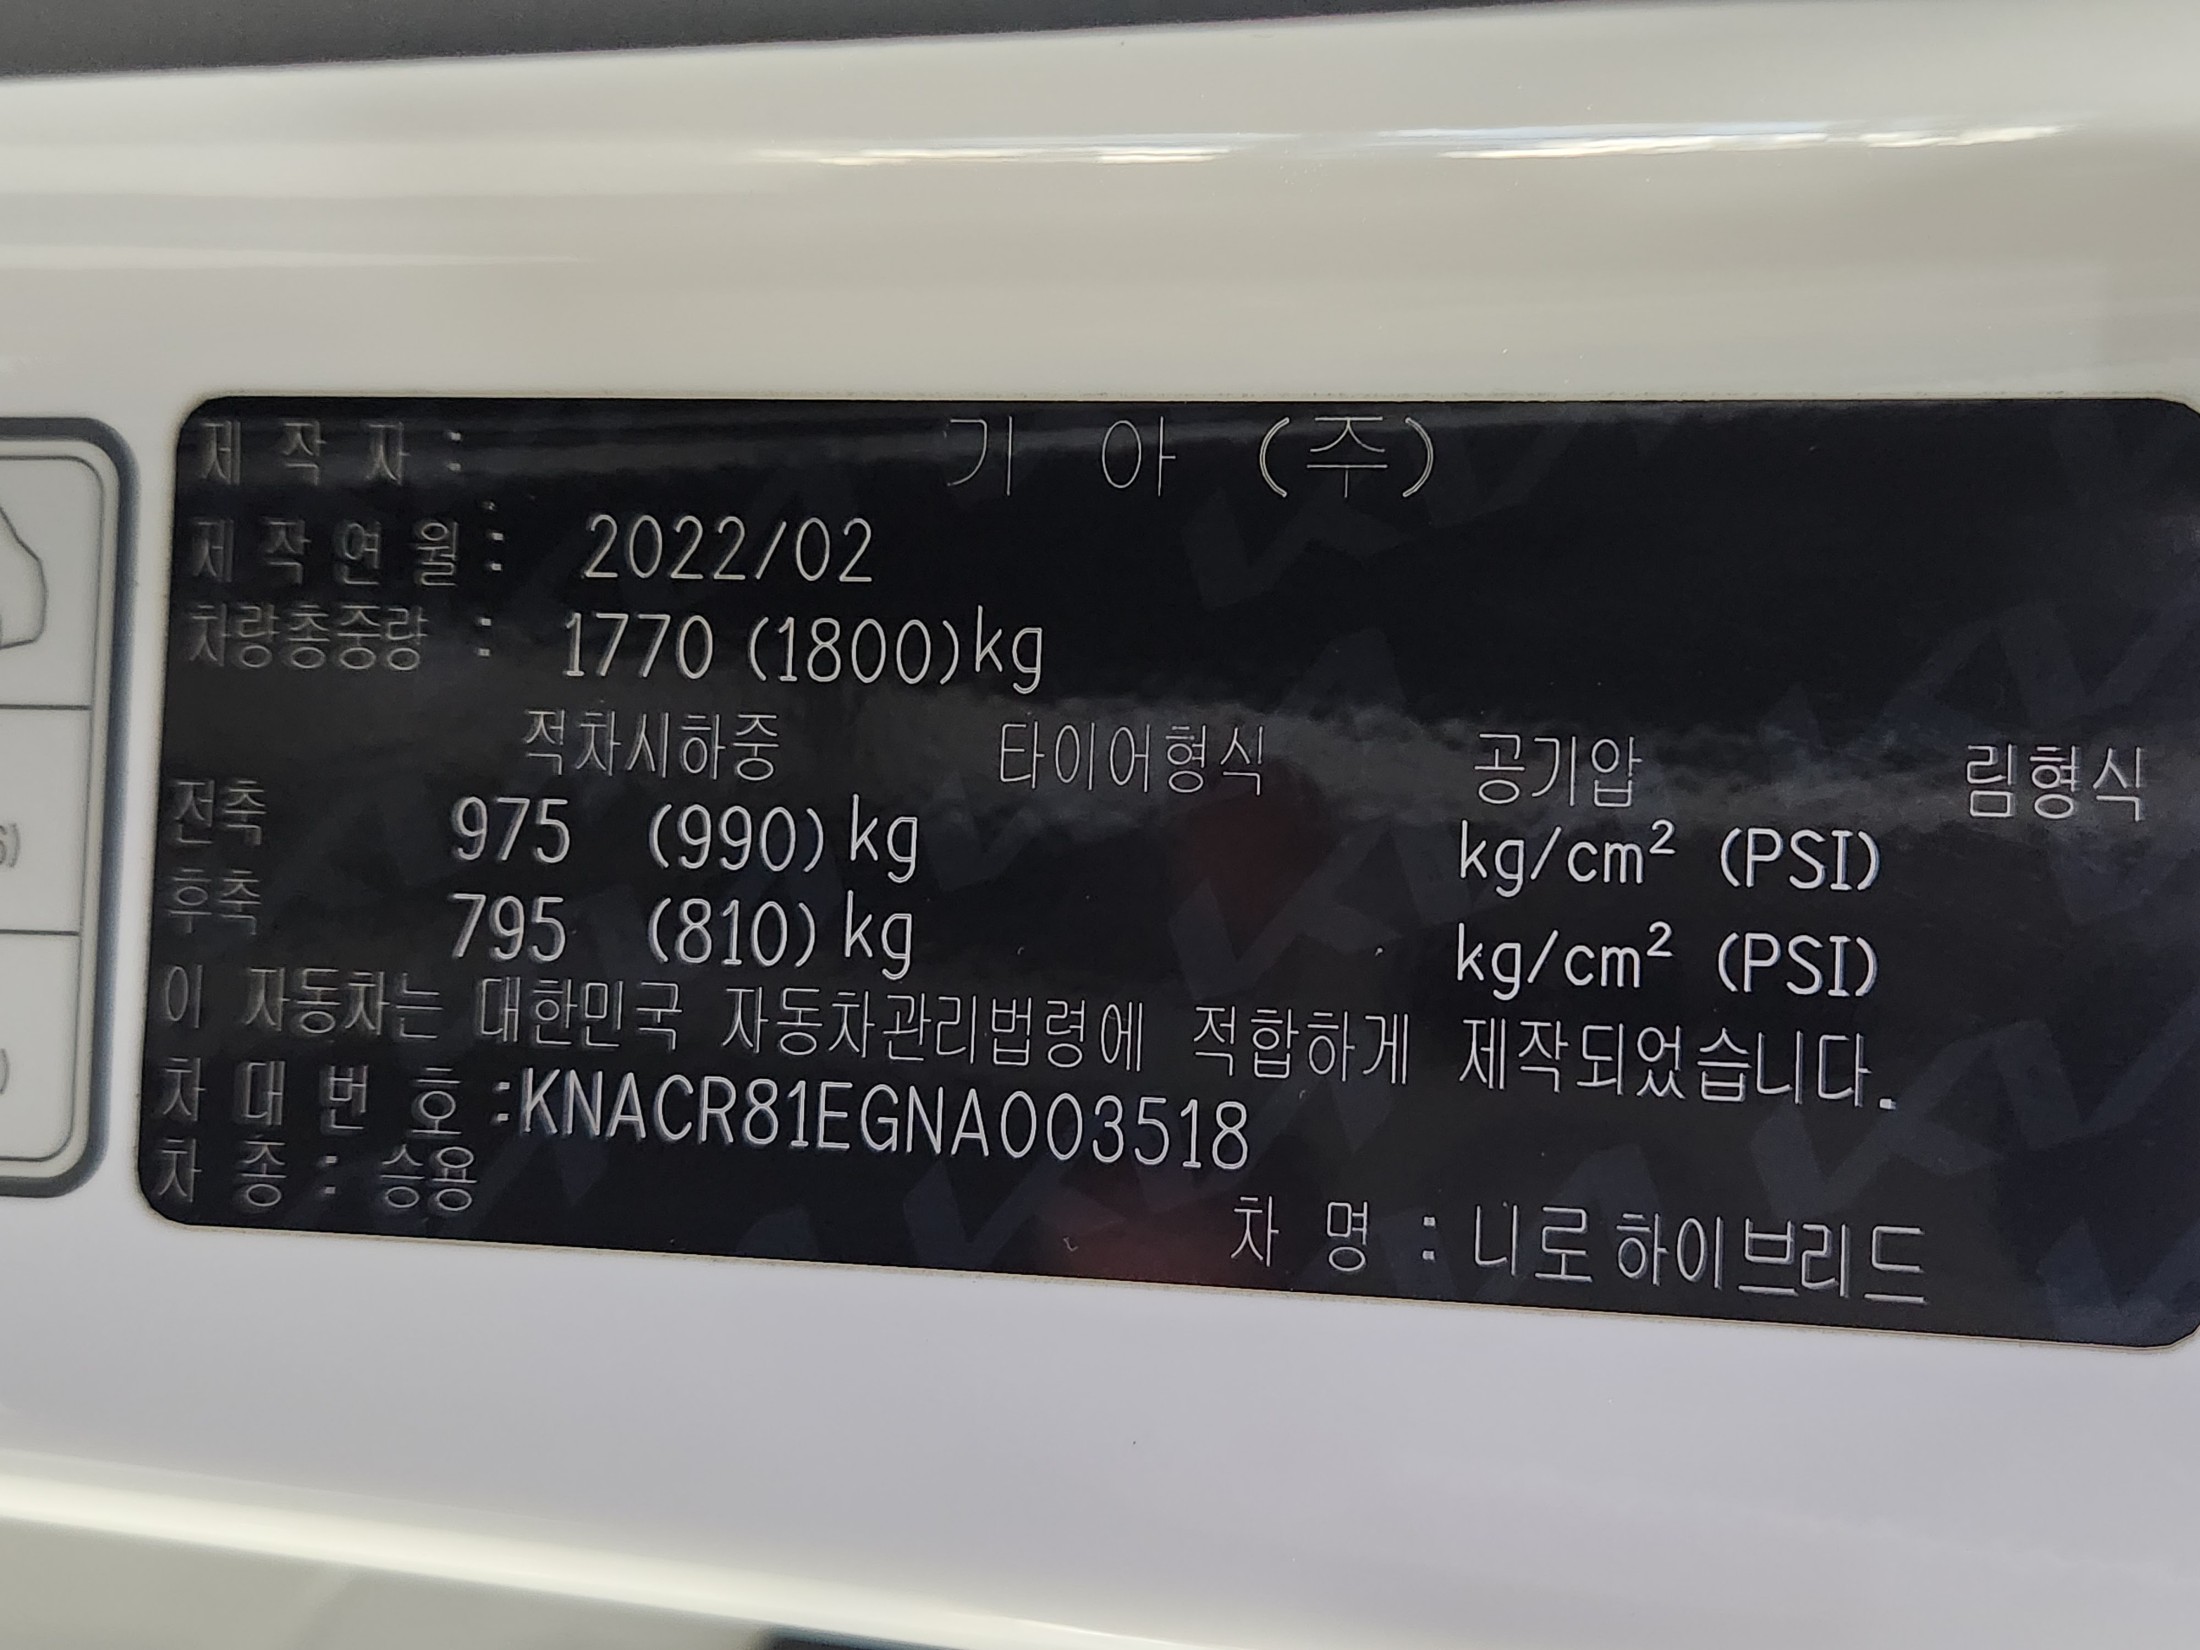 제 작 자 : 기 아 (주)
제 작 연 월 : 2022/02
차량총중량 : 1770 (1800)kg
적차시하중 타이어형식 공기압 림형식
전축 975 (990) kg kg/cm² (PSI)
후축 795 (810) kg kg/cm² (PSI)
이 자동차는 대한민국 자동차관리법령에 적합하게 제작되었습니다.
차 대 번 호 :KNACR81EGNA003518
차 종 : 승용
차 명 : 니로 하이브리드